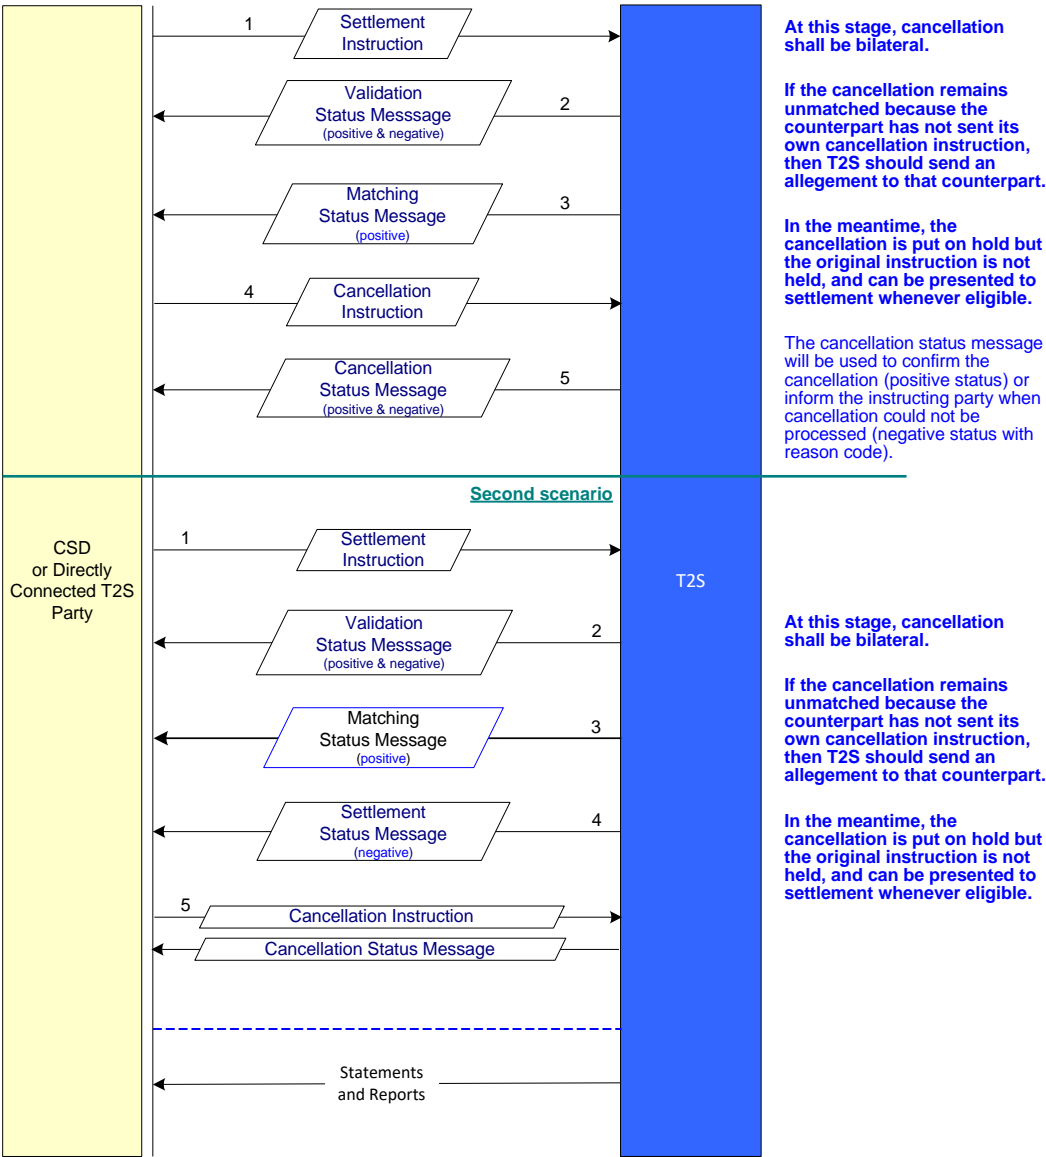 1
Settlement
Instruction
At this stage, cancellation
shall be bilateral.
Validation
Status Messsage
(positive & negative)
2
If the cancellation remains
unmatched because the
counterpart has not sent its
own cancellation instruction,
then T2S should send an
allegement to that counterpart.
Matching
Status Message
(positive)
3
In the meantime, the
cancellation is put on hold but
the original instruction is not
held, and can be presented to
settlement whenever eligible.
4
Cancellation
Instruction
Cancellation
Status Message
(positive & negative)
5
The cancellation status message
will be used to confirm the
cancellation (positive status) or
inform the instructing party when
cancellation could not be
processed (negative status with
reason code).
Second scenario
CSD
or Directly
Connected T2S
Party
1
Settlement
Instruction
T2S
Validation
Status Messsage
(positive & negative)
2
At this stage, cancellation
shall be bilateral.
Matching
Status Message
(positive)
3
If the cancellation remains
unmatched because the
counterpart has not sent its
own cancellation instruction,
then T2S should send an
allegement to that counterpart.
Settlement
Status Message
(negative)
4
In the meantime, the
cancellation is put on hold but
the original instruction is not
held, and can be presented to
settlement whenever eligible.
5
Cancellation Instruction
Cancellation Status Message
Statements
and Reports